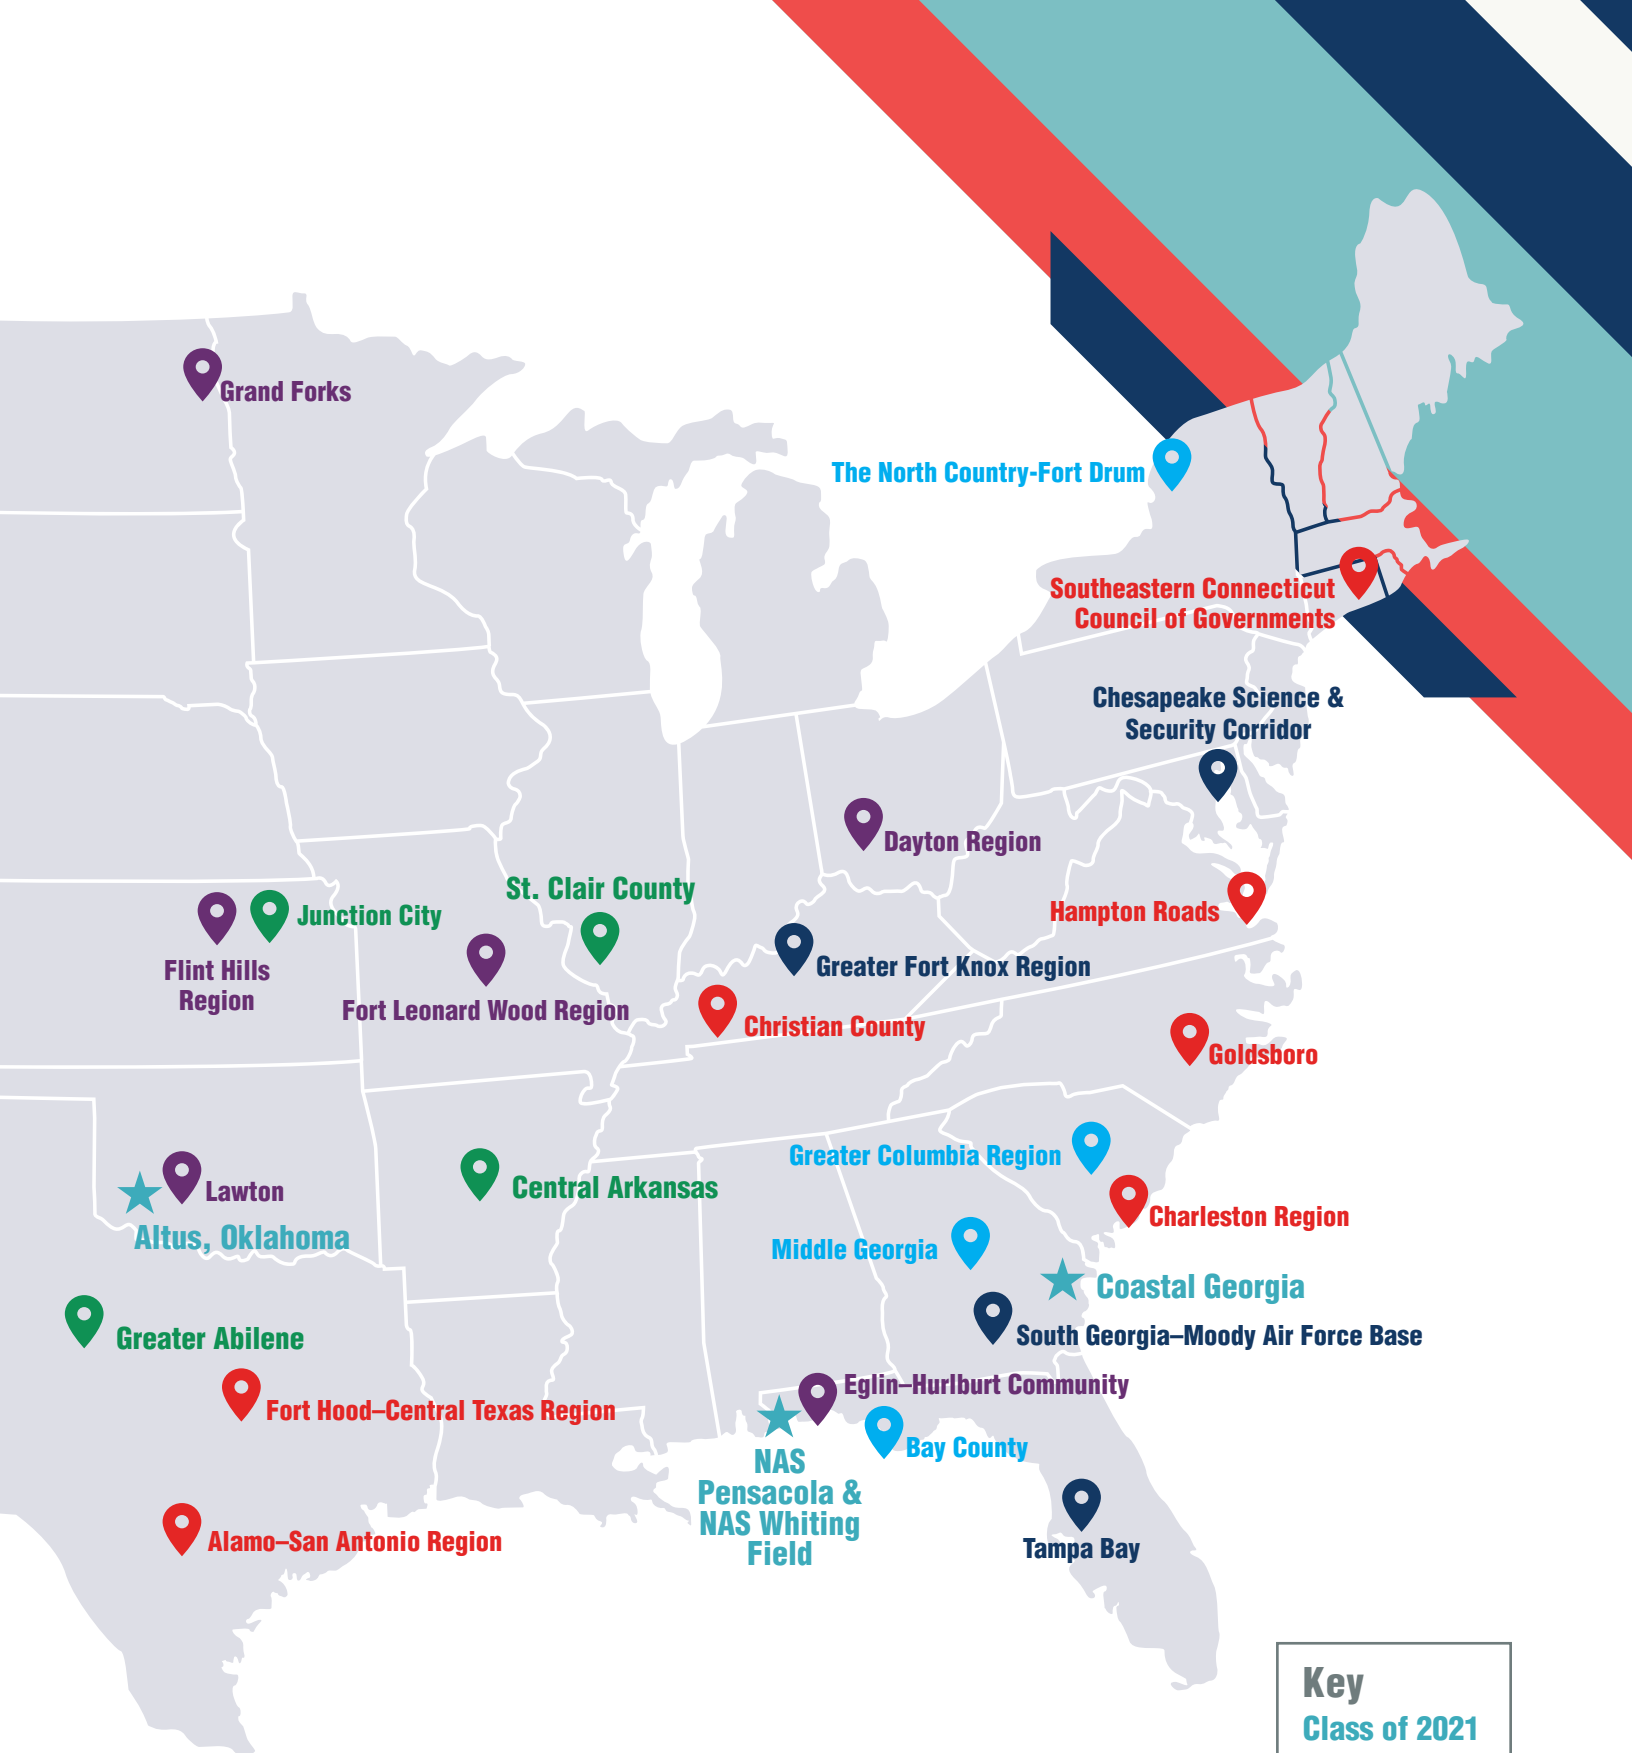 Grand Forks
The North Country-Fort Drum
Southeastern Connecticut
Council of Governments
Chesapeake Science &
Security Corridor
Dayton Region
St. Clair County
Junction City
Hampton Roads
Flint Hills
Region
Greater Fort Knox Region
Fort Leonard Wood Region
Christian County
Goldsboro
Greater Columbia Region
Lawton
Central Arkansas
Charleston Region
Altus, Oklahoma
Middle Georgia
Coastal Georgia
Greater Abilene
South Georgia–Moody Air Force Base
Eglin–Hurlburt Community
Fort Hood–Central Texas Region
Bay County
NAS
Pensacola &
NAS Whiting
Field
Alamo–San Antonio Region
Tampa Bay
Key
Class of 2021